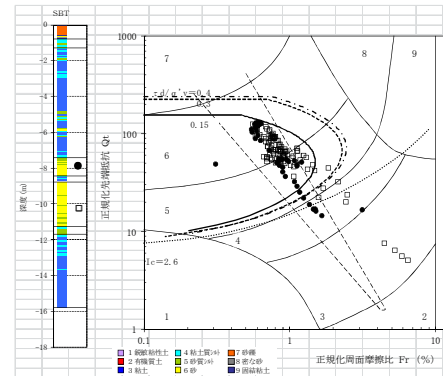 SBT
0
-2
-4
-6
-8
-10
-12
-14
-16
-18
深度 (m)
正規化先端抵抗 Qt
1000
100
10
1
0.1
1
10
正規化周面摩擦比 Fr (%)
7
8
9
τd/σ'v=0.4
0.3
0.15
6
5
4
Ic=2.6
1
3
2
1 鋭敏粘性土
4 粘土質シルト
7 砂礫
2 有機質土
5 砂質シルト
8 密な砂
3 粘土
6 砂
9 固結粘土